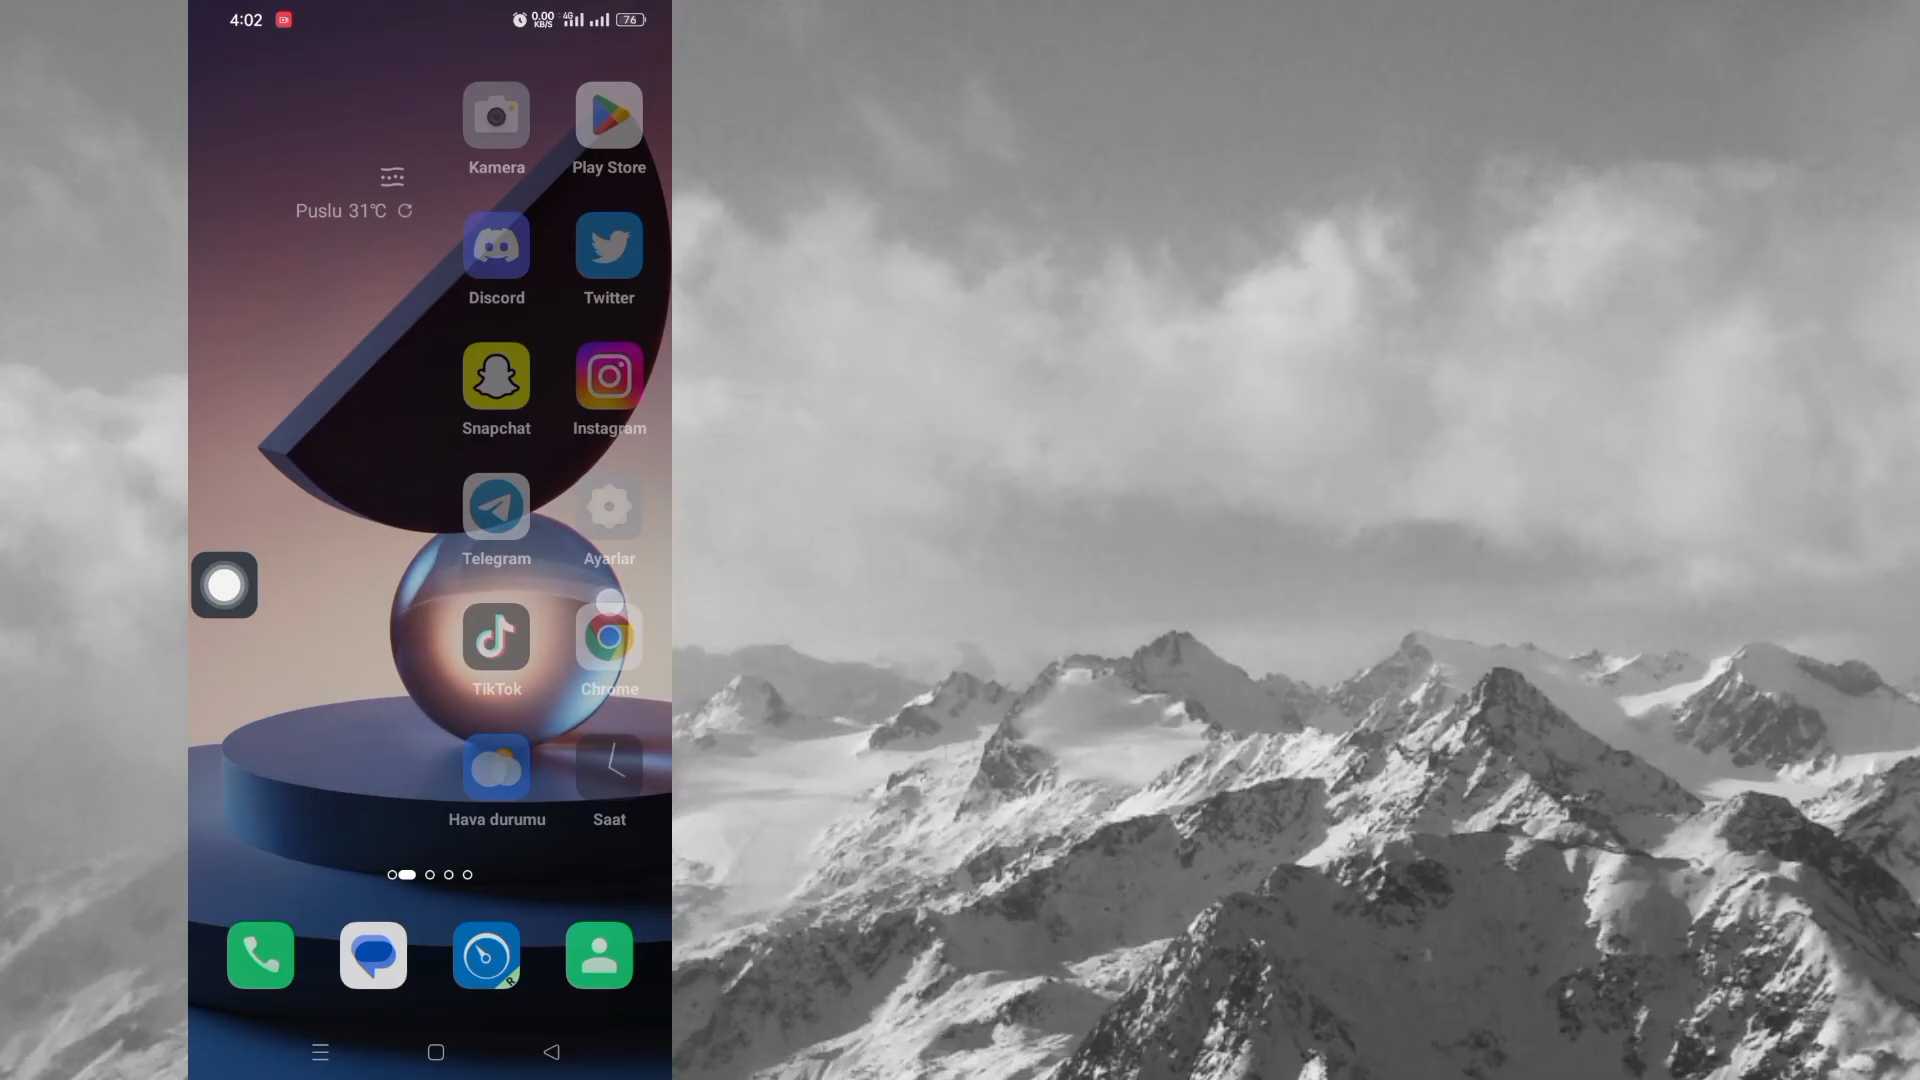 4:02
0.00
KB/S
4G
76
Kamera
Play Store
Puslu 31°C
Discord
Twitter
Snapchat
Instagram
Telegram
Ayarlar
TikTok
Chrome
Hava durumu
Saat
R